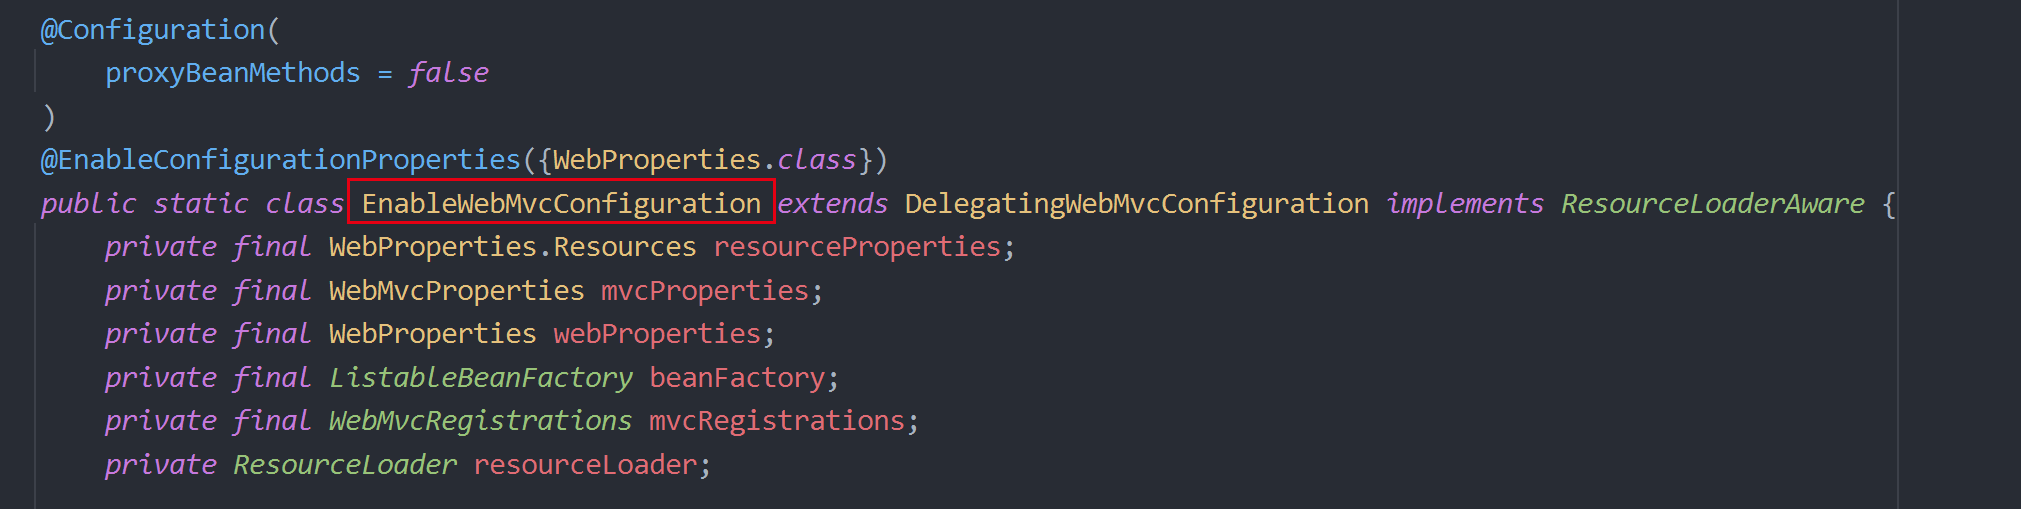 @Configuration(
    proxyBeanMethods = false
)
@EnableConfigurationProperties({WebProperties.class})
public static class EnableWebMvcConfiguration extends DelegatingWebMvcConfiguration implements ResourceLoaderAware {
    private final WebProperties.Resources resourceProperties;
    private final WebMvcProperties mvcProperties;
    private final WebProperties webProperties;
    private final ListableBeanFactory beanFactory;
    private final WebMvcRegistrations mvcRegistrations;
    private ResourceLoader resourceLoader;